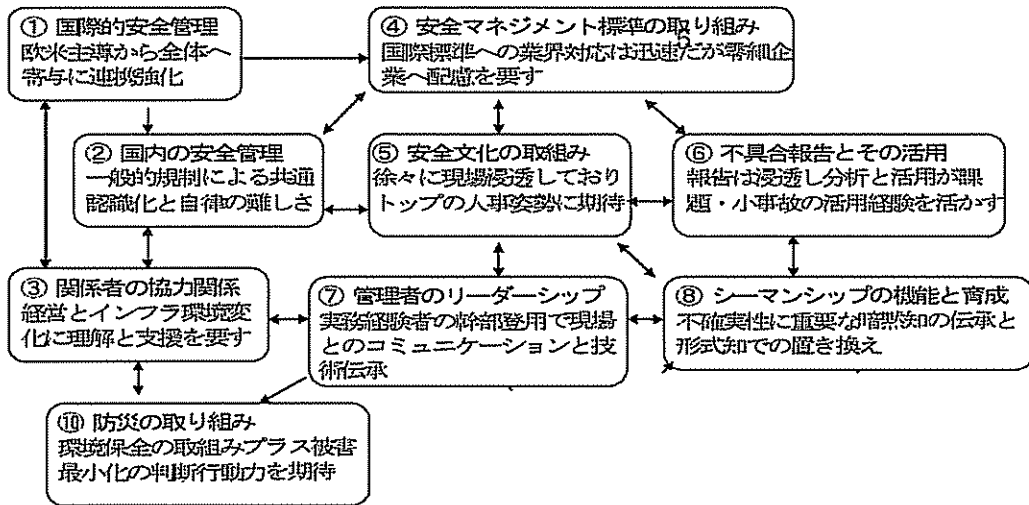 ① 国際的安全管理
欧米主導から全体へ
寄与に連携強化
④ 安全マネジメント標準の取り組み
国際標準への業界対応は迅速だが零細企
業へ配慮を要す
② 国内の安全管理
一般的規制による共通
認識化と自律の難しさ
⑤ 安全文化の取組み
徐々に現場浸透しており
トップの人事姿勢に期待
⑥ 不具合報告とその活用
報告は浸透し分析と活用が課
題・小事故の活用経験を活かす
③ 関係者の協力関係
経営とインフラ環境変
化に理解と支援を要す
⑦ 管理者のリーダーシップ
実務経験者の幹部登用で現場
とのコミュニケーションと技
術伝承
⑧ シーマンシップの機能と育成
不確実性に重要な暗黙知の伝承と
形式知での置き換え
⑩ 防災の取り組み
環境保全の取組みプラス被害
最小化の判断行動力を期待